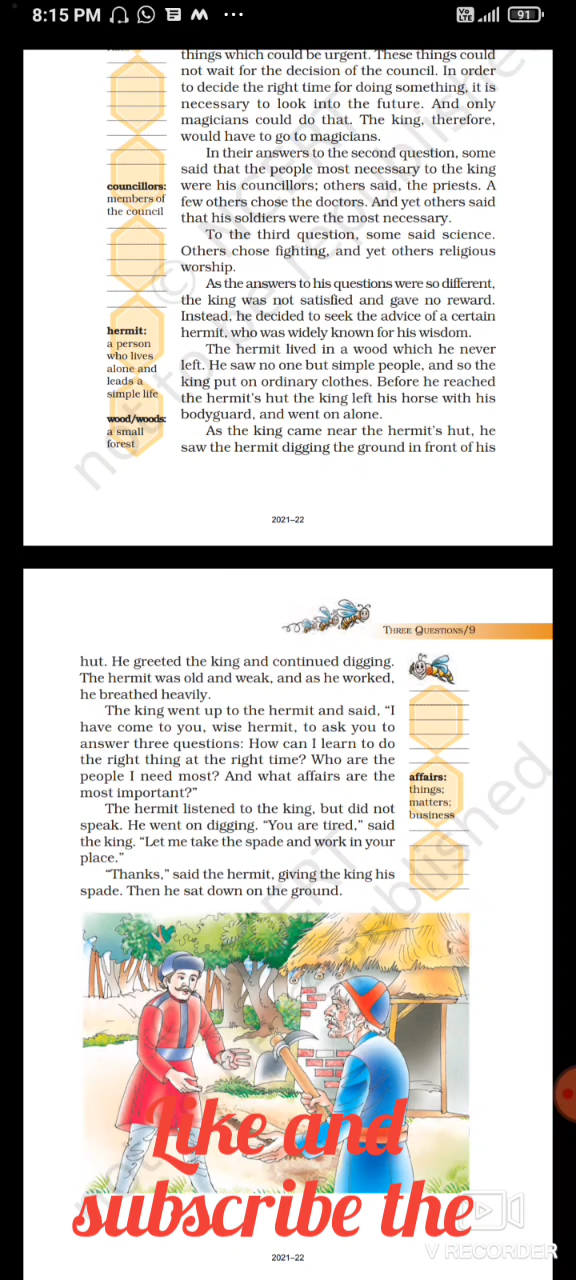 8:15 PM
Vo
LTE
91
things which could be urgent. These things could
not wait for the decision of the council. In order
to decide the right time for doing something, it is
necessary to look into the future. And only
magicians could do that. The king, therefore,
would have to go to magicians.
In their answers to the second question, some
said that the people most necessary to the king
were his councillors; others said, the priests. A
few others chose the doctors. And yet others said
that his soldiers were the most necessary.
To the third question, some said science.
Others chose fighting, and yet others religious
worship.
As the answers to his questions were so different,
the king was not satisfied and gave no reward.
Instead, he decided to seek the advice of a certain
hermit, who was widely known for his wisdom.
The hermit lived in a wood which he never
left. He saw no one but simple people, and so the
king put on ordinary clothes. Before he reached
the hermit's hut the king left his horse with his
bodyguard, and went on alone.
As the king came near the hermit's hut, he
saw the hermit digging the ground in front of his
councillors:
members of
the council
hermit:
a person
who lives
alone and
leads a
simple life
wood/woods:
a small
forest
© NCERT
not to be republished
2021–22
THREE QUESTIONS/9
hut. He greeted the king and continued digging.
The hermit was old and weak, and as he worked,
he breathed heavily.
The king went up to the hermit and said, "I
have come to you, wise hermit, to ask you to
answer three questions: How can I learn to do
the right thing at the right time? Who are the
people I need most? And what affairs are the
most important?"
The hermit listened to the king, but did not
speak. He went on digging. "You are tired," said
the king. "Let me take the spade and work in your
place."
"Thanks," said the hermit, giving the king his
spade. Then he sat down on the ground.
affairs:
things;
matters;
business
Like and
subscribe the
V RECORDER
2021–22